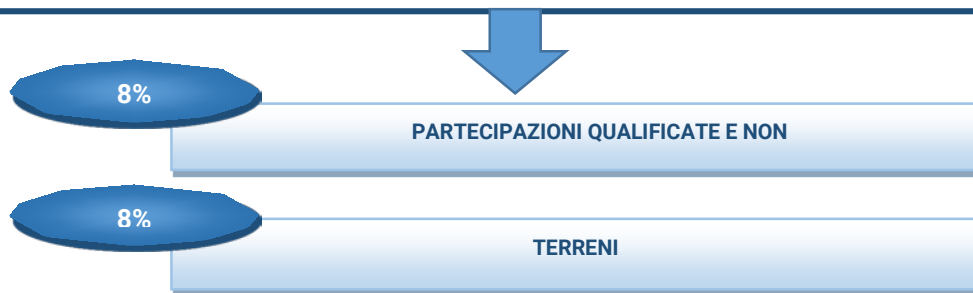 8%
PARTECIPAZIONI QUALIFICATE E NON
8%
TERRENI